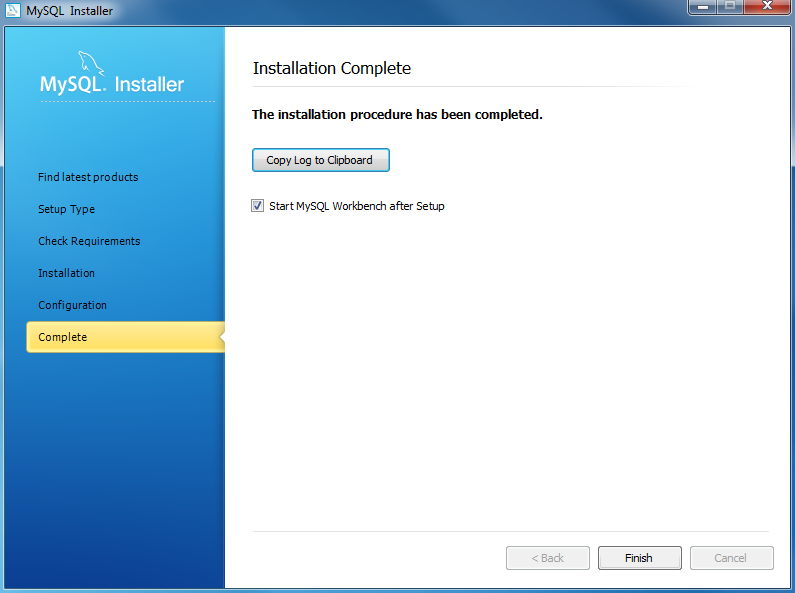 MySQL Installer
MySQL. Installer
Find latest products
Setup Type
Check Requirements
Installation
Configuration
Complete
Installation Complete
The installation procedure has been completed.
Copy Log to Clipboard
Start MySQL Workbench after Setup
< Back
Finish
Cancel